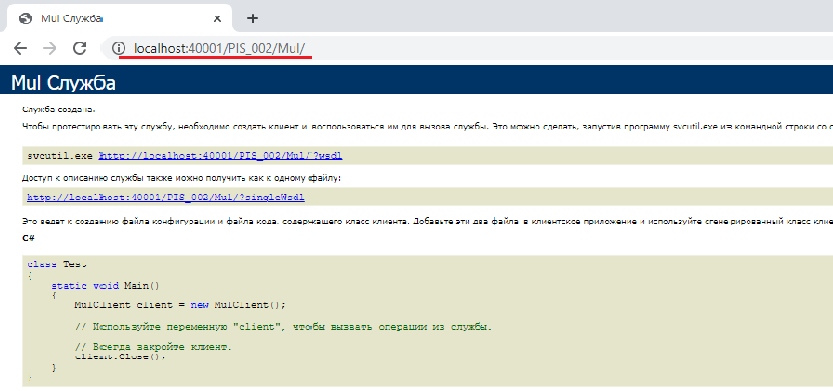 Mul Служба
localhost:40001/PIS_002/Mul/
Mul Служба
Служба создана.
Чтобы протестировать эту службу, необходимо создать клиент и воспользоваться им для вызова службы. Это можно сделать, запустив программу svcutil.exe из командной строки со
svcutil.exe http://localhost:40001/PIS_002/Mul/?wsdl
Доступ к описанию службы также можно получить как к одному файлу:
http://localhost:40001/PIS_002/Mul/?singleWsdl
Это ведет к созданию файла конфигурации и файла кода, содержащего класс клиента. Добавьте эти два файла в клиентское приложение и используйте сгенерированный класс
C#
class Test
{
static void Main()
{
MulClient client = new MulClient();
// Используйте переменную "client", чтобы вызвать операции из службы.
// Всегда закройте клиент.
client.Close();
}